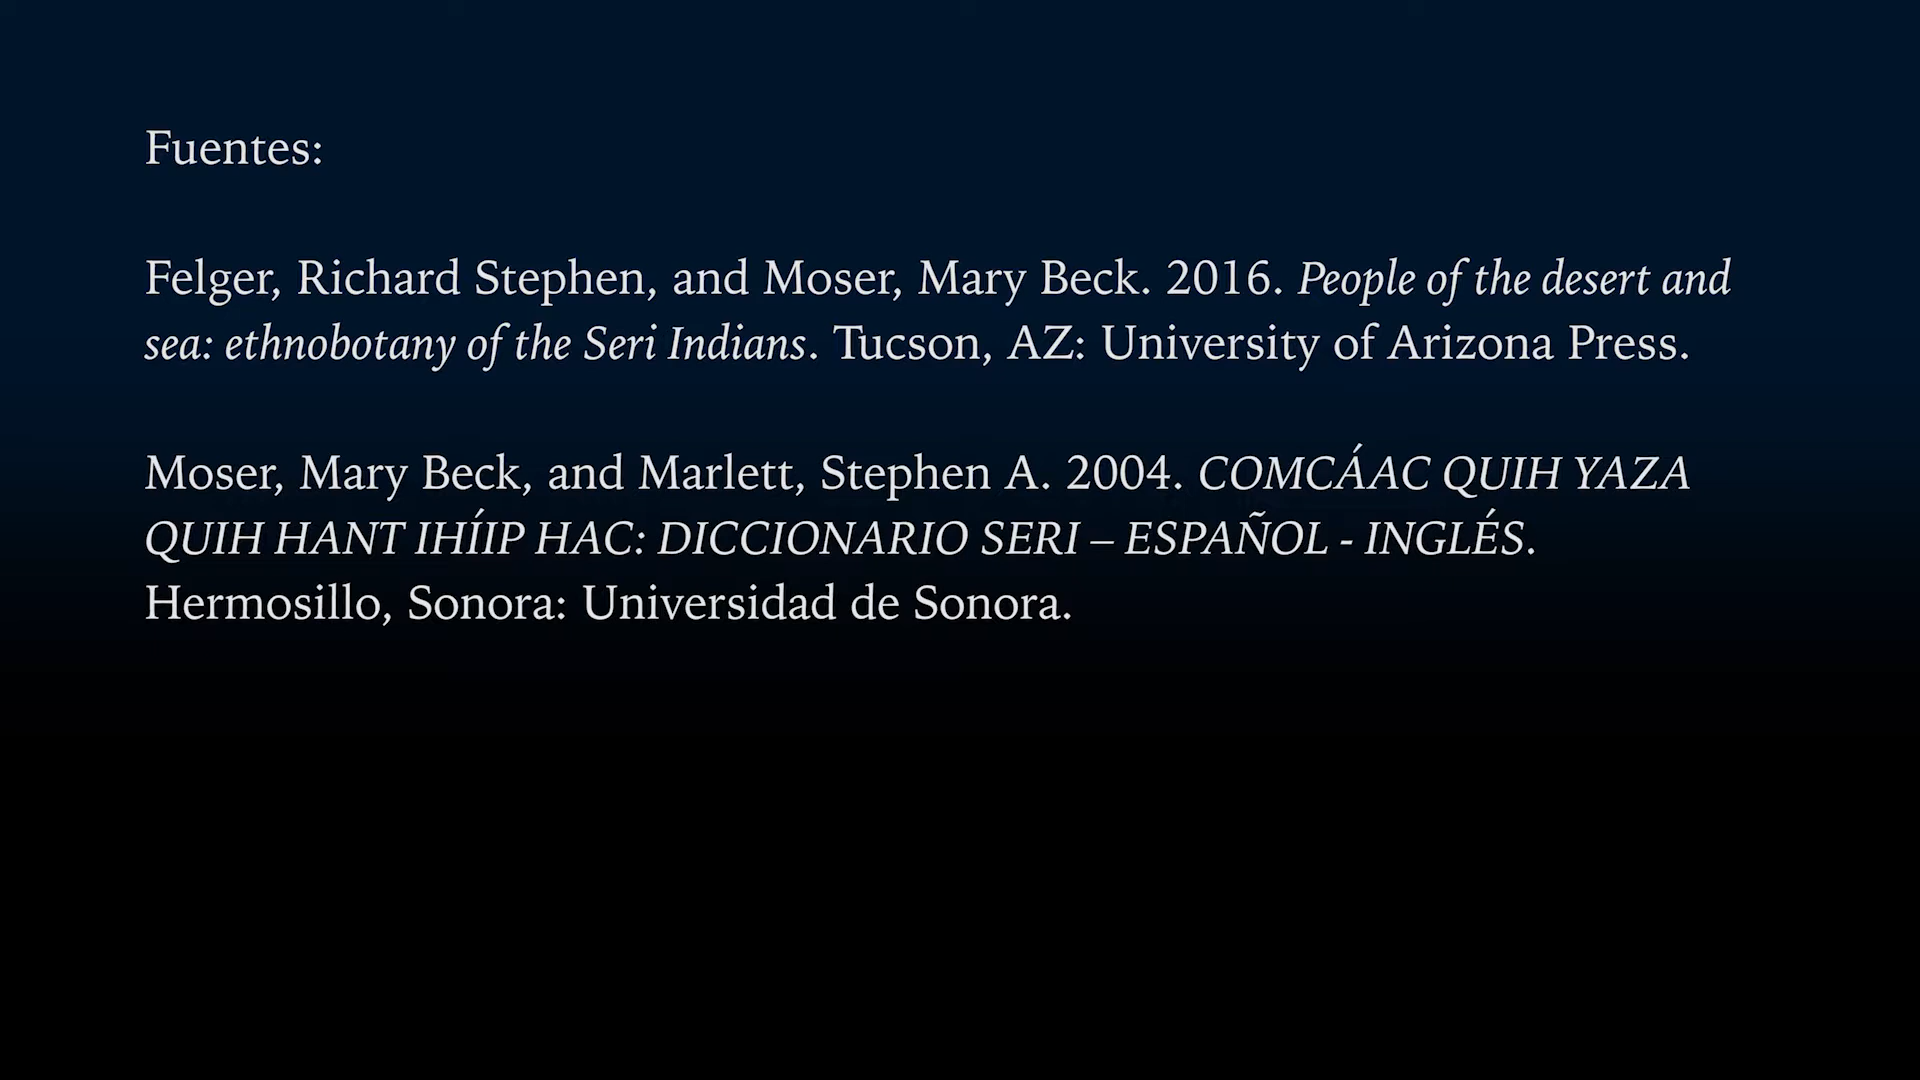 Fuentes:
Felger, Richard Stephen, and Moser, Mary Beck. 2016. People of the desert and
sea: ethnobotany of the Seri Indians. Tucson, AZ: University of Arizona Press.
Moser, Mary Beck, and Marlett, Stephen A. 2004. COMCÁAC QUIH YAZA
QUIH HANT IHÍIP HAC: DICCIONARIO SERI – ESPAÑOL - INGLÉS.
Hermosillo, Sonora: Universidad de Sonora.